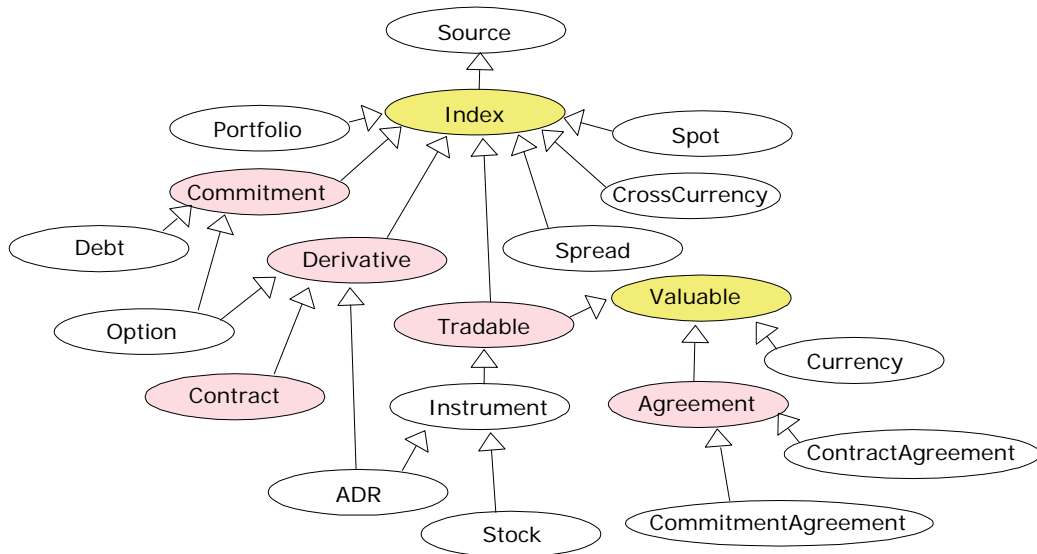 Source
Index
Portfolio
Spot
Commitment
CrossCurrency
Debt
Derivative
Spread
Valuable
Option
Tradable
Currency
Contract
Instrument
Agreement
ContractAgreement
ADR
Stock
CommitmentAgreement